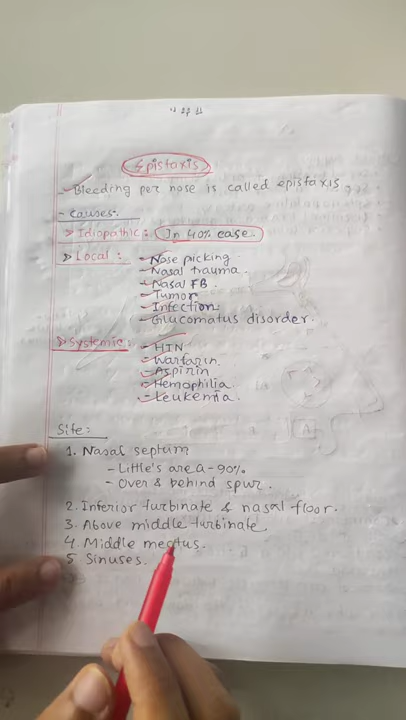 Epistaxis
Bleeding per nose is called epistaxis.
- Causes.
> Idiopathic: In 40% case.
> Local: - Nose picking.
- Nasal trauma.
- Nasal FB.
- Tumor
- Infection.
- Glucomatus disorder.
> Systemic: - HTN
- Warfarin.
- Aspirin
- Hemophilia.
- Leukemia.
Site:
1. Nasal septum
- Little's area - 90%
- Over & behind spur.
2. Inferior turbinate & nasal floor.
3. Above middle turbinate.
4. Middle meatus.
5. Sinuses.